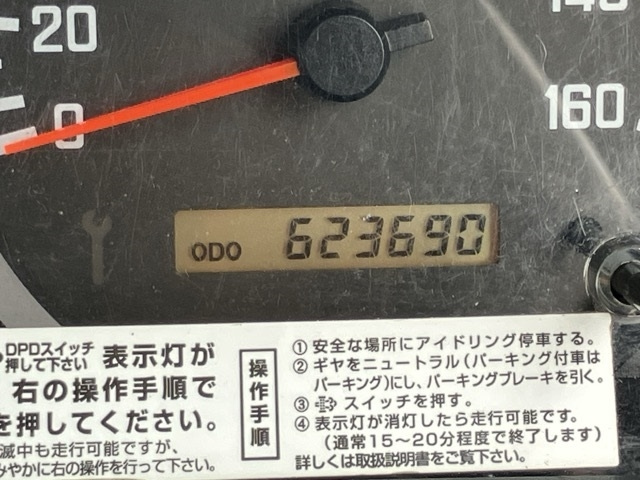 20
0
140
160
ODO 623690
DPDスイッチ
押して下さい
表示灯が
右の操作手順で
を押してください。
滅中も走行可能ですが、
みやかに右の操作を行って下さい。
操作手順
① 安全な場所にアイドリング停車する。
② ギヤをニュートラル(パーキング付車は
パーキング)にし、パーキングブレーキを引く。
③ スイッチを押す。
④ 表示灯が消灯したら走行可能です。
(通常15～20分程度で終了します)
詳しくは取扱説明書をご覧下さい。